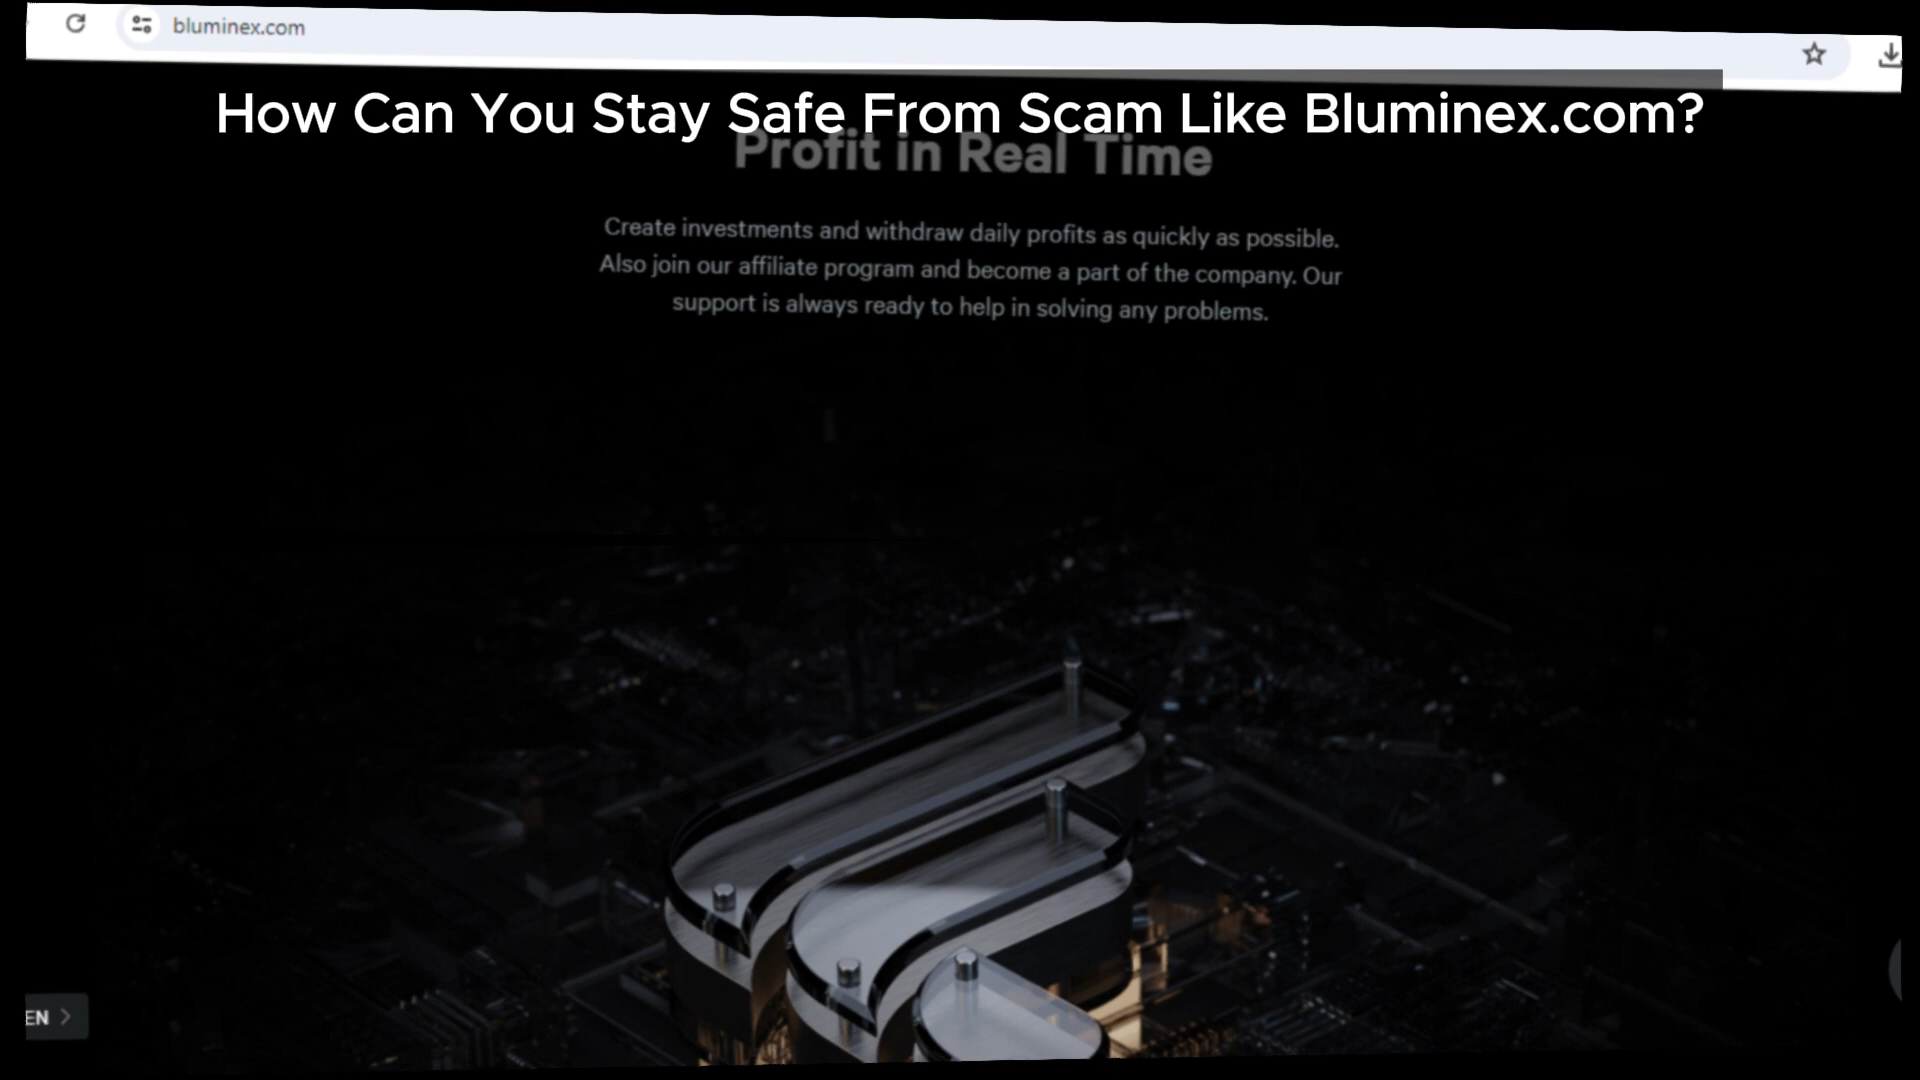 bluminex.com
How Can You Stay Safe From Scam Like Bluminex.com?
Profit in Real Time
Create investments and withdraw daily profits as quickly as possible.
Also join our affiliate program and become a part of the company. Our
support is always ready to help in solving any problems.
EN